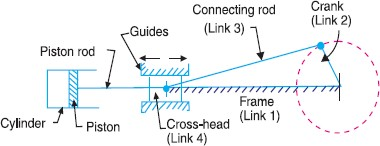 Connecting rod
(Link 3)
Crank
(Link 2)
Guides
Piston rod
Frame
(Link 1)
Cylinder
Piston
Cross-head
(Link 4)